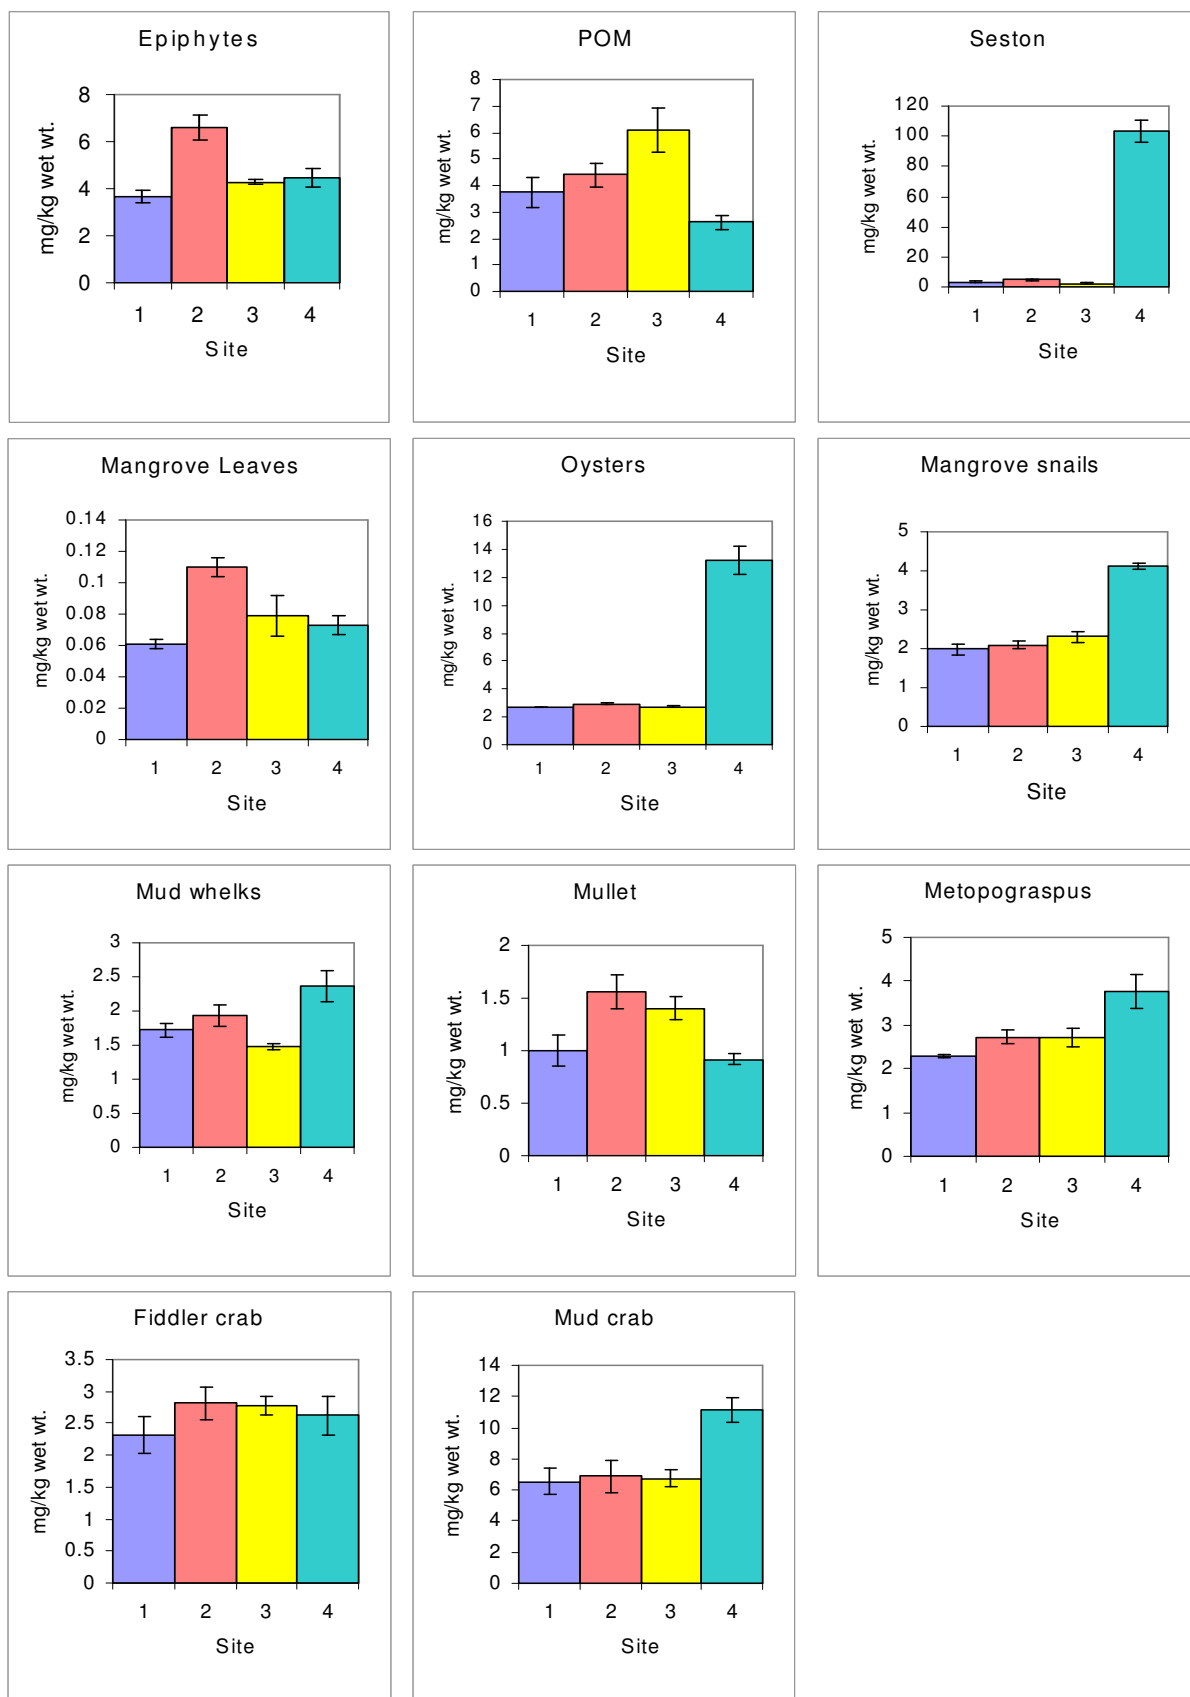 Epiphytes
mg/kg wet wt.
8
6
4
2
0
1 2 3 4
Site
POM
mg/kg wet wt.
8
7
6
5
4
3
2
1
0
1 2 3 4
Site
Seston
mg/kg wet wt.
120
100
80
60
40
20
0
1 2 3 4
Site
Mangrove Leaves
mg/kg wet wt.
0.14
0.12
0.1
0.08
0.06
0.04
0.02
0
1 2 3 4
Site
Oysters
mg/kg wet wt.
16
14
12
10
8
6
4
2
0
1 2 3 4
Site
Mangrove snails
mg/kg wet wt.
5
4
3
2
1
0
1 2 3 4
Site
Mud whelks
mg/kg wet wt.
3
2.5
2
1.5
1
0.5
0
1 2 3 4
Site
Mullet
mg/kg wet wt.
2
1.5
1
0.5
0
1 2 3 4
Site
Metopograspus
mg/kg wet wt.
5
4
3
2
1
0
1 2 3 4
Site
Fiddler crab
mg/kg wet wt.
3.5
3
2.5
2
1.5
1
0.5
0
1 2 3 4
Site
Mud crab
mg/kg wet wt.
14
12
10
8
6
4
2
0
1 2 3 4
Site